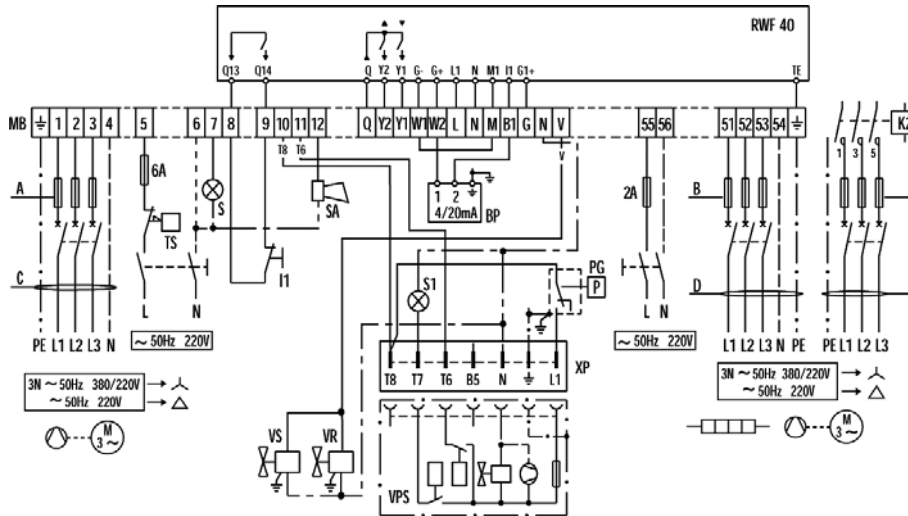 RWF 40
Q13 Q14 Q Y2 Y1 G- G+ L1 N M1 I1 G1+ TE
MB 1 2 3 4 5 6 7 8 9 10 11 12 Q Y2 Y1 W1 W2 L N M B1 G N V 55 56 51 52 53 54
T8 T6 V
1 3 5
A 6A S SA 1 2 BP 2A B
4/20mA
TS
C I1 S1 PG P D
L N L N
PE L1 L2 L3 N ~ 50Hz 220V ~ 50Hz 220V L1 L2 L3 N PE PE L1 L2 L3
T8 T7 T6 B5 N L1 XP
3N ~ 50Hz 380/220V 3N ~ 50Hz 380/220V
~ 50Hz 220V ~ 50Hz 220V
M M
3 ~ 3 ~
VS VR
VPS